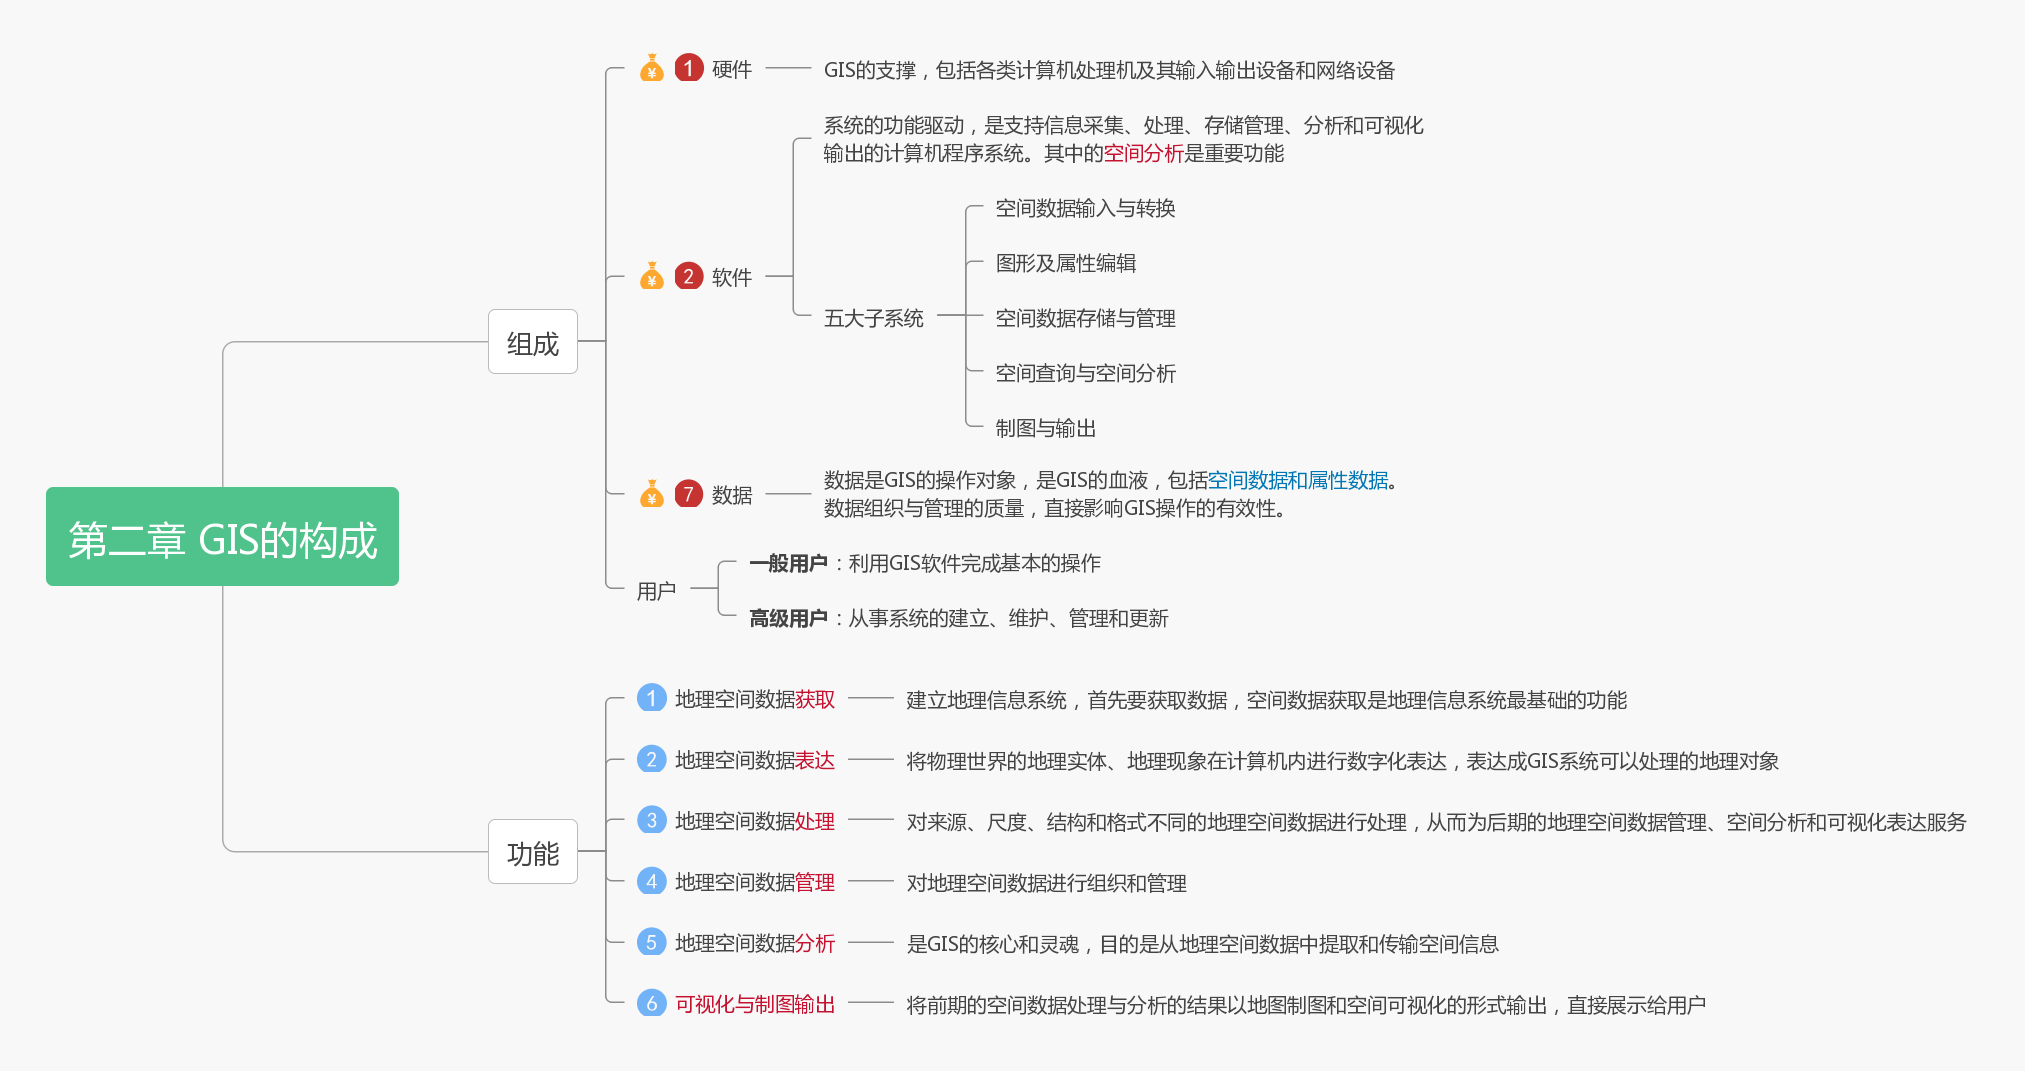 第二章 GIS的构成
组成
¥ 1 硬件
GIS的支撑，包括各类计算机处理机及其输入输出设备和网络设备
¥ 2 软件
系统的功能驱动，是支持信息采集、处理、存储管理、分析和可视化
输出的计算机程序系统。其中的空间分析是重要功能
五大子系统
空间数据输入与转换
图形及属性编辑
空间数据存储与管理
空间查询与空间分析
制图与输出
¥ 7 数据
数据是GIS的操作对象，是GIS的血液，包括空间数据和属性数据。
数据组织与管理的质量，直接影响GIS操作的有效性。
用户
一般用户：利用GIS软件完成基本的操作
高级用户：从事系统的建立、维护、管理和更新
功能
1 地理空间数据获取
建立地理信息系统，首先要获取数据，空间数据获取是地理信息系统最基础的功能
2 地理空间数据表达
将物理世界的地理实体、地理现象在计算机内进行数字化表达，表达成GIS系统可以处理的地理对象
3 地理空间数据处理
对来源、尺度、结构和格式不同的地理空间数据进行处理，从而为后期的地理空间数据管理、空间分析和可视化表达服务
4 地理空间数据管理
对地理空间数据进行组织和管理
5 地理空间数据分析
是GIS的核心和灵魂，目的是从地理空间数据中提取和传输空间信息
6 可视化与制图输出
将前期的空间数据处理与分析的结果以地图制图和空间可视化的形式输出，直接展示给用户